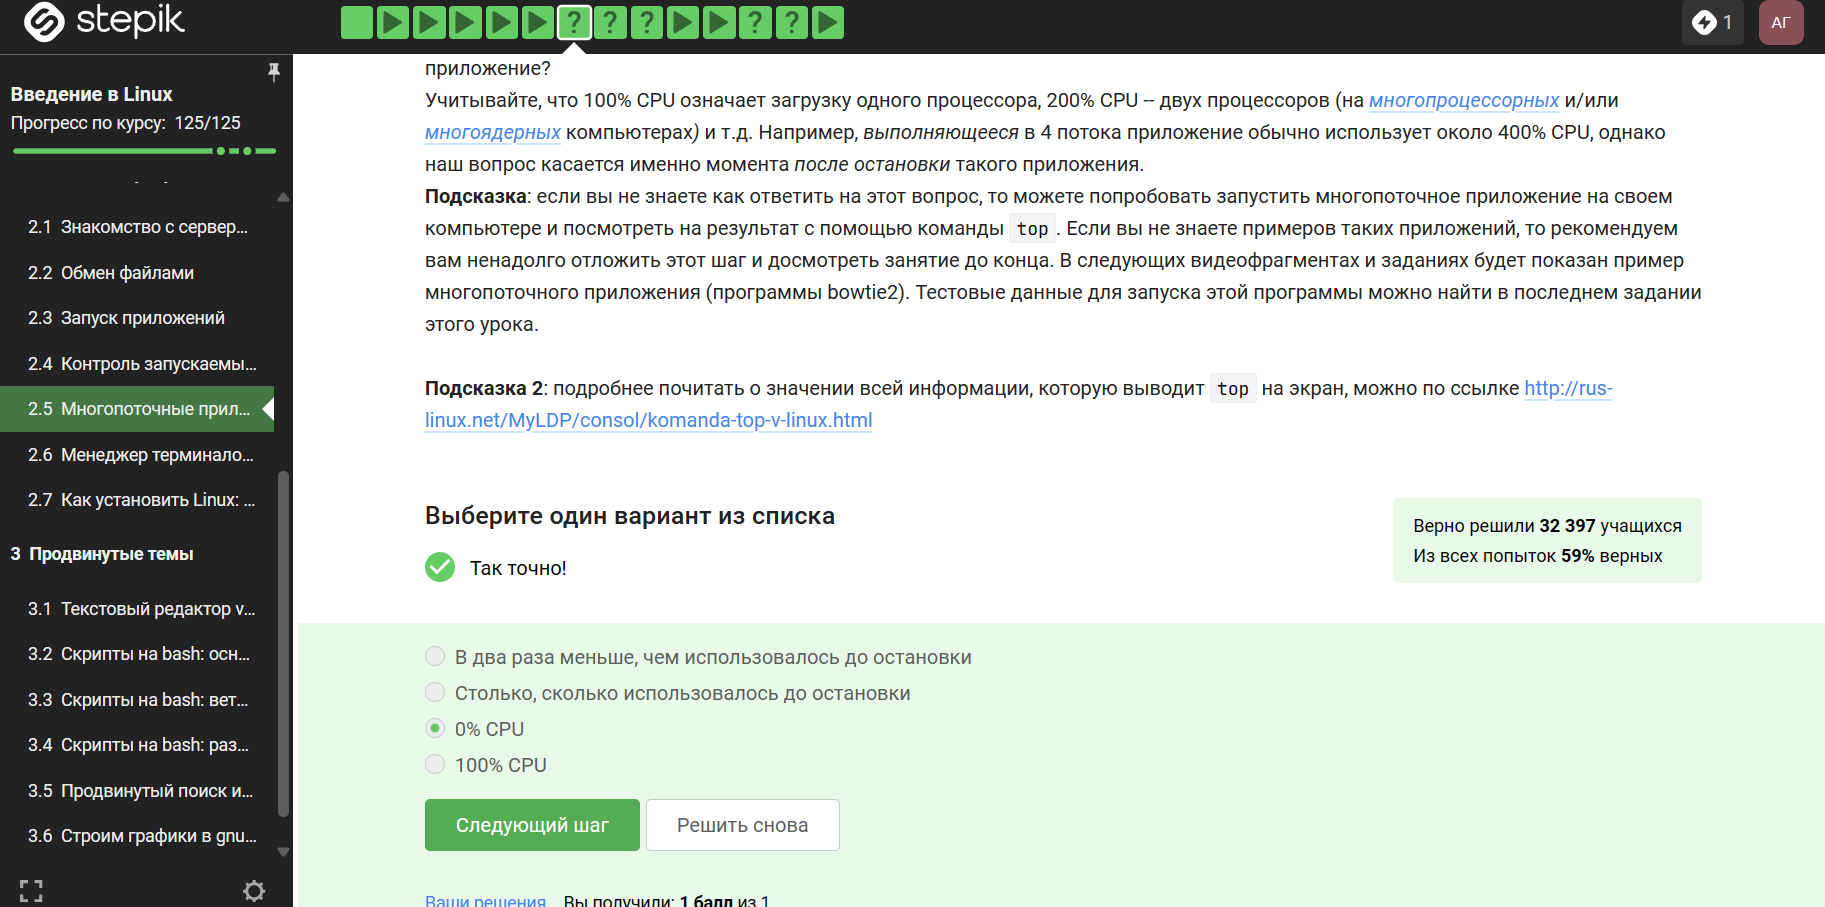 stepik
? ? ? ? ?
1
АГ
Введение в Linux
Прогресс по курсу: 125/125
2.1 Знакомство с сервер...
2.2 Обмен файлами
2.3 Запуск приложений
2.4 Контроль запускаемы...
2.5 Многопоточные прил...
2.6 Менеджер терминало...
2.7 Как установить Linux: ...
3 Продвинутые темы
3.1 Текстовый редактор v...
3.2 Скрипты на bash: осн...
3.3 Скрипты на bash: вет...
3.4 Скрипты на bash: раз...
3.5 Продвинутый поиск и...
3.6 Строим графики в gnu...
приложение?
Учитывайте, что 100% CPU означает загрузку одного процессора, 200% CPU -- двух процессоров (на многопроцессорных и/или
многоядерных компьютерах) и т.д. Например, выполняющееся в 4 потока приложение обычно использует около 400% CPU, однако
наш вопрос касается именно момента после остановки такого приложения.
Подсказка: если вы не знаете как ответить на этот вопрос, то можете попробовать запустить многопоточное приложение на своем
компьютере и посмотреть на результат с помощью команды top. Если вы не знаете примеров таких приложений, то рекомендуем
вам ненадолго отложить этот шаг и досмотреть занятие до конца. В следующих видеофрагментах и заданиях будет показан пример
многопоточного приложения (программы bowtie2). Тестовые данные для запуска этой программы можно найти в последнем задании
этого урока.
Подсказка 2: подробнее почитать о значении всей информации, которую выводит top на экран, можно по ссылке http://rus-
linux.net/MyLDP/consol/komanda-top-v-linux.html
Выберите один вариант из списка
Так точно!
Верно решили 32 397 учащихся
Из всех попыток 59% верных
В два раза меньше, чем использовалось до остановки
Столько, сколько использовалось до остановки
0% CPU
100% CPU
Следующий шаг
Решить снова
Ваши решения Вы получили: 1 балл из 1